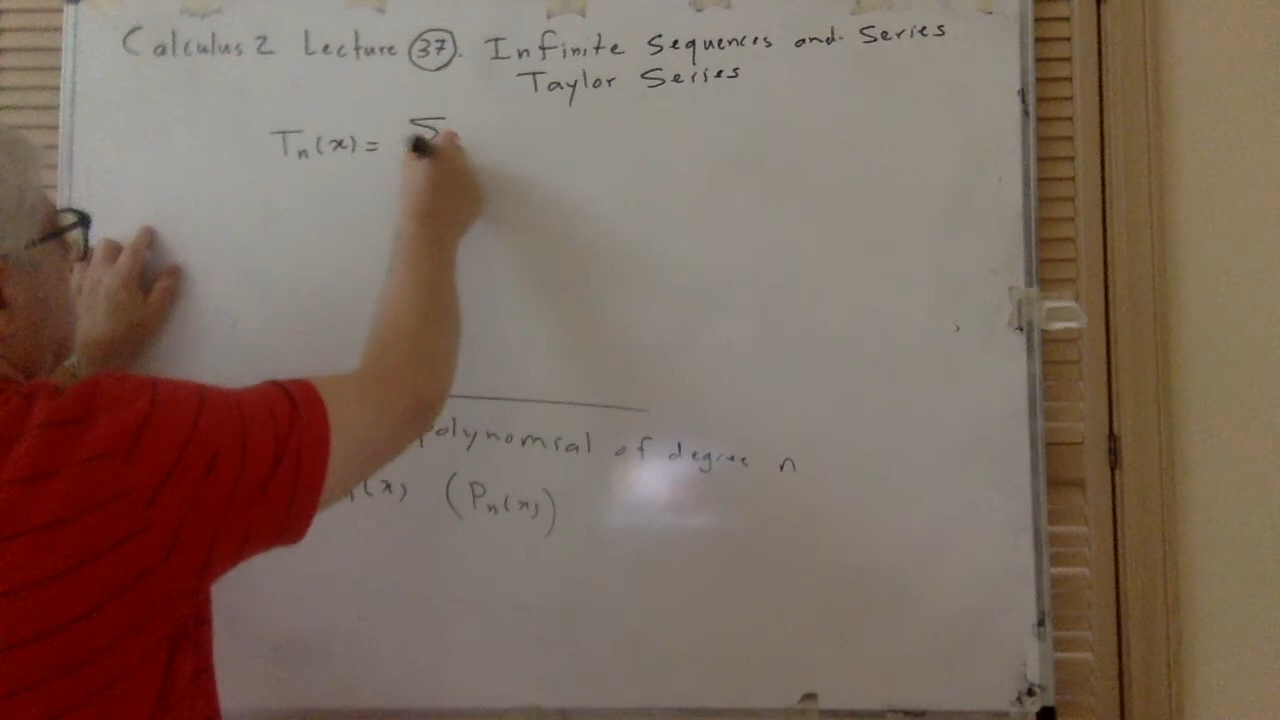 Calculus 2 Lecture 37. Infinite Sequences and Series
Taylor Series
Tn(x) = Σ
polynomial of degree n
(x) (Pn(x))